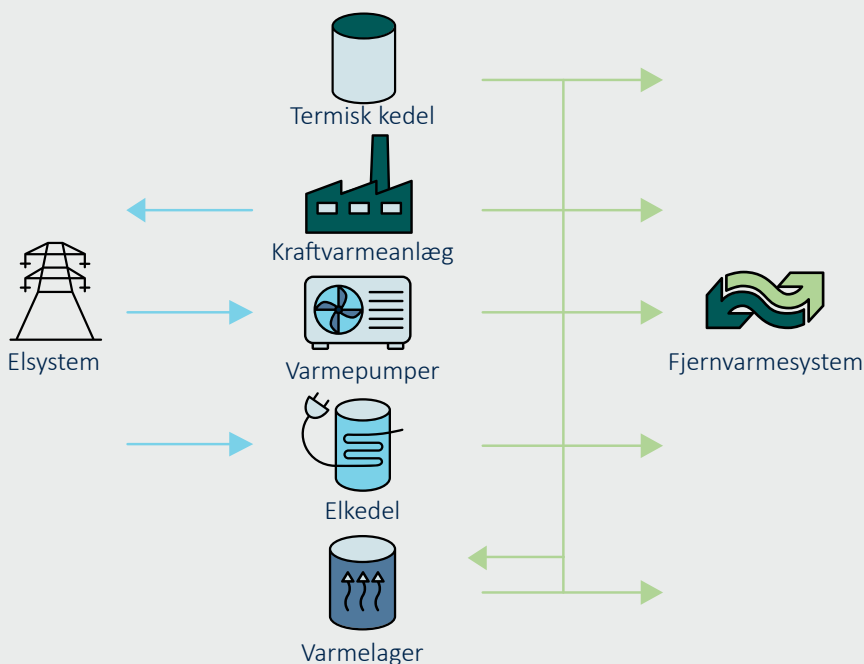 Termisk kedel
Kraftvarmeanlæg
Elsystem
Varmepumper
Fjernvarmesystem
Elkedel
Varmelager